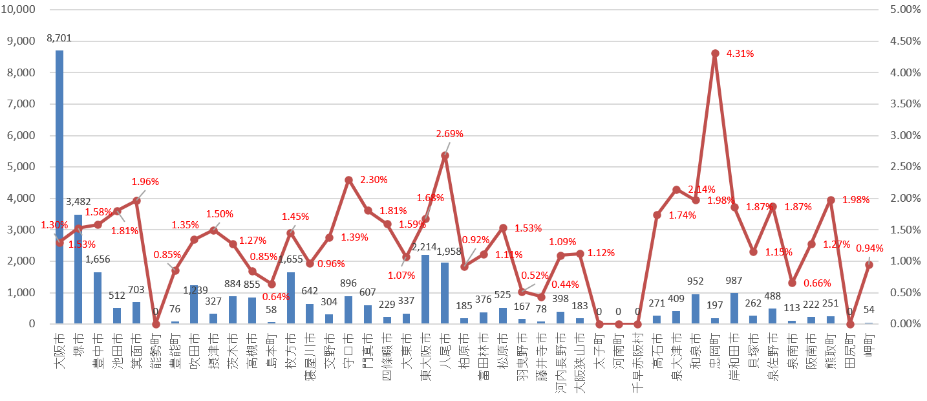 10,000
9,000
8,000
7,000
6,000
5,000
4,000
3,000
2,000
1,000
0
5.00%
4.50%
4.00%
3.50%
3.00%
2.50%
2.00%
1.50%
1.00%
0.50%
0.00%
8,701
3,482
1,656
512
703
0
76
1,239
327
884
855
58
1,655
642
304
896
607
229
337
2,214
1,958
185
376
525
167
78
398
183
0
0
0
271
409
952
197
987
262
488
113
222
251
0
54
1.30%
1.53%
1.58%
1.81%
1.96%
0.85%
1.35%
1.50%
1.27%
0.85%
0.64%
1.45%
0.96%
1.39%
2.30%
1.81%
1.59%
1.07%
1.68%
2.69%
0.92%
1.11%
1.53%
0.52%
0.44%
1.09%
1.12%
1.74%
2.14%
1.98%
4.31%
1.87%
1.15%
1.87%
0.66%
1.27%
1.98%
0.94%
大阪市
堺市
豊中市
池田市
箕面市
能勢町
豊能町
吹田市
摂津市
茨木市
高槻市
島本町
枚方市
寝屋川市
交野市
守口市
門真市
四條畷市
大東市
東大阪市
八尾市
柏原市
富田林市
松原市
羽曳野市
藤井寺市
河内長野市
大阪狭山市
太子町
河南町
千早赤阪村
高石市
泉大津市
和泉市
忠岡町
岸和田市
貝塚市
泉佐野市
泉南市
阪南市
熊取町
田尻町
岬町